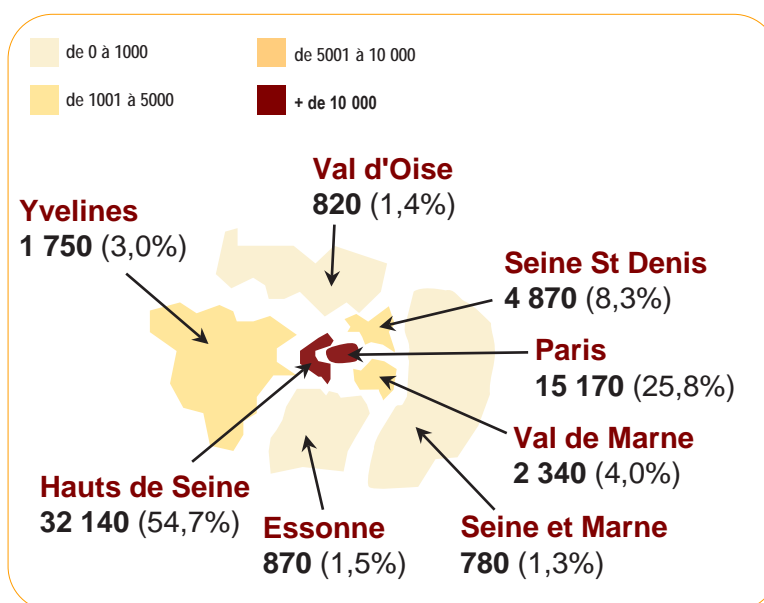 de 0 à 1000
de 5001 à 10 000
de 1001 à 5000
+ de 10 000
Val d'Oise
820 (1,4%)
Yvelines
1 750 (3,0%)
Seine St Denis
4 870 (8,3%)
Paris
15 170 (25,8%)
Val de Marne
2 340 (4,0%)
Hauts de Seine
32 140 (54,7%)
Essonne
870 (1,5%)
Seine et Marne
780 (1,3%)